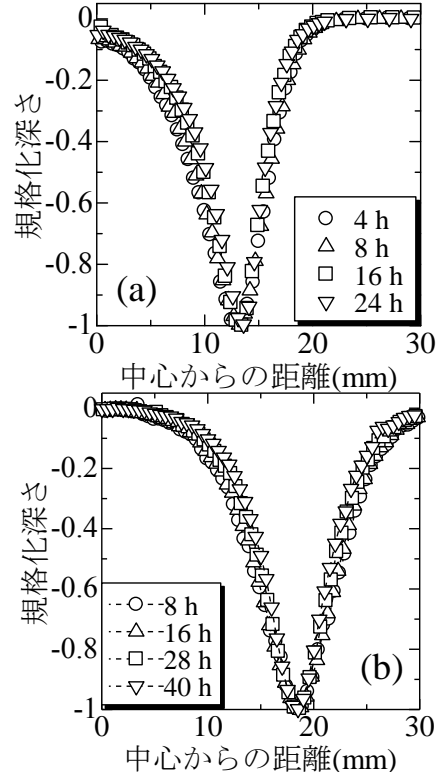 0
-0.2
-0.4
-0.6
-0.8
-1
規格化深さ
4 h
8 h
16 h
24 h
(a)
0 10 20 30
中心からの距離(mm)
0
-0.2
-0.4
-0.6
-0.8
-1
規格化深さ
8 h
16 h
28 h
40 h
(b)
0 10 20 30
中心からの距離(mm)